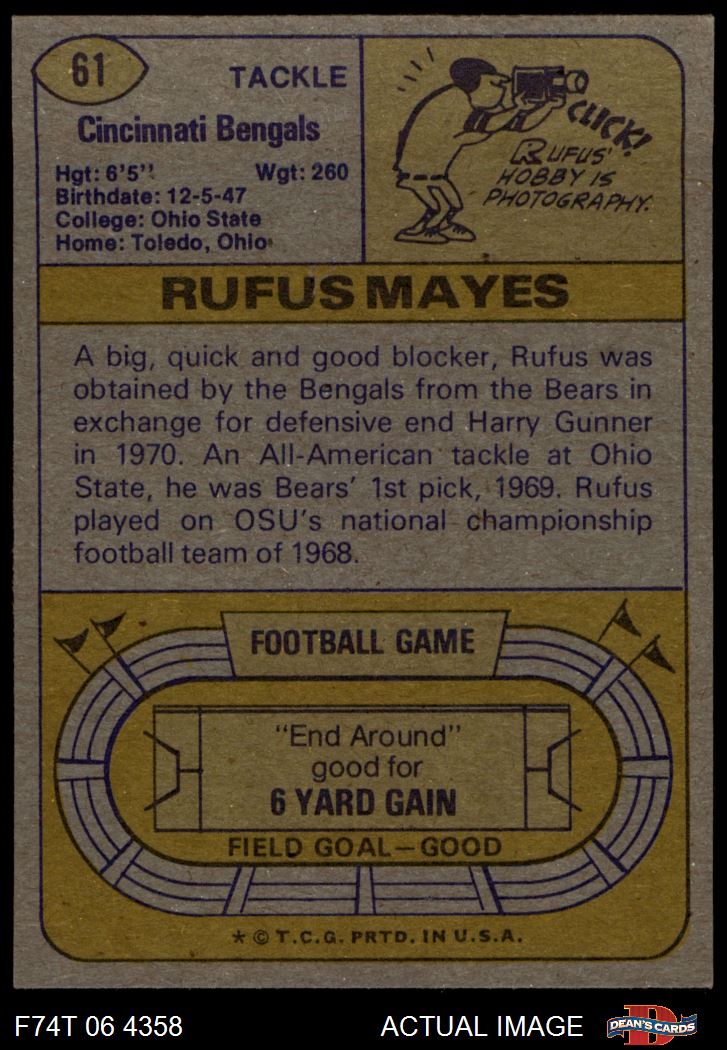 61
TACKLE
Cincinnati Bengals
Hgt: 6'5'' Wgt: 260
Birthdate: 12-5-47
College: Ohio State
Home: Toledo, Ohio
CLICK!
RUFUS'
HOBBY IS
PHOTOGRAPHY.
RUFUS MAYES
A big, quick and good blocker, Rufus was
obtained by the Bengals from the Bears in
exchange for defensive end Harry Gunner
in 1970. An All-American tackle at Ohio
State, he was Bears' 1st pick, 1969. Rufus
played on OSU's national championship
football team of 1968.
FOOTBALL GAME
"End Around"
good for
6 YARD GAIN
FIELD GOAL—GOOD
* © T.C.G. PRTD. IN U.S.A.
F74T 06 4358 ACTUAL IMAGE
D
DEAN'S CARDS